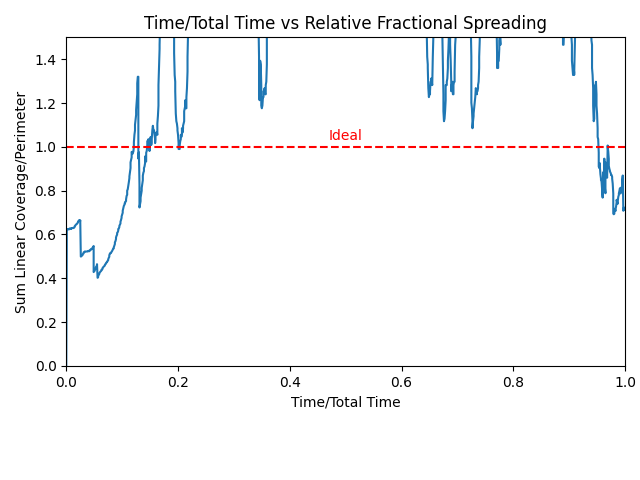 Time/Total Time vs Relative Fractional Spreading
Sum Linear Coverage/Perimeter
1.4
1.2
1.0
0.8
0.6
0.4
0.2
0.0
Ideal
0.0 0.2 0.4 0.6 0.8 1.0
Time/Total Time